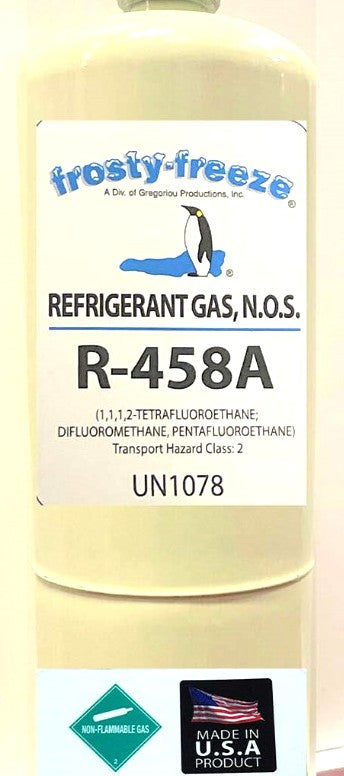 frosty-freeze®
A Div. of Gregoriou Productions, Inc.
®
REFRIGERANT GAS, N.O.S.
R-458A
(1,1,1,2-TETRAFLUOROETHANE;
DIFLUOROMETHANE, PENTAFLUOROETHANE)
Transport Hazard Class: 2
UN1078
NON-FLAMMABLE GAS
2
MADE IN
U.S.A
PRODUCT